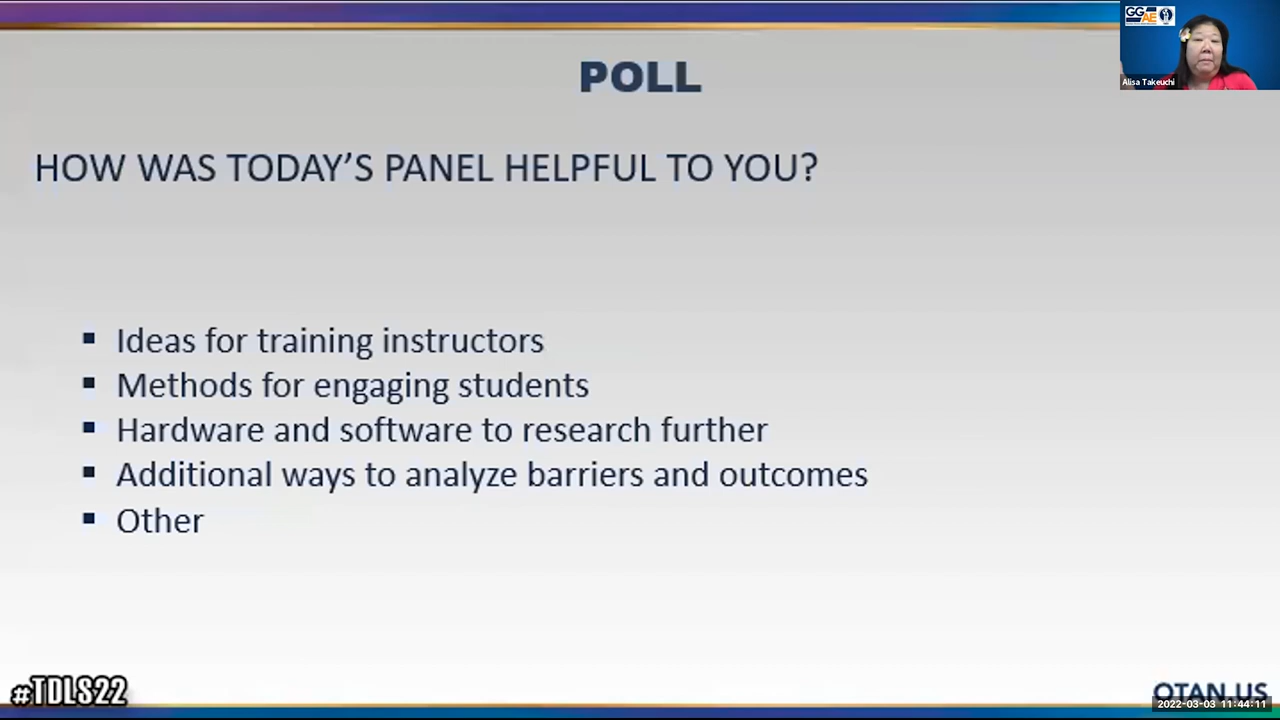 POLL
GG
AE
Alisa Takeuchi
HOW WAS TODAY'S PANEL HELPFUL TO YOU?
▪ Ideas for training instructors
▪ Methods for engaging students
▪ Hardware and software to research further
▪ Additional ways to analyze barriers and outcomes
▪ Other
#TDLS22
OTAN.US
2022-03-03 11:44:11